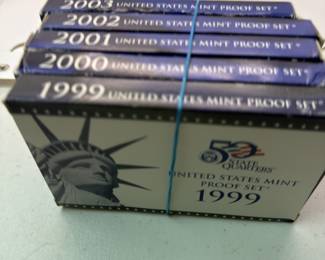 2003 UNITED STATES MINT PROOF SET
2002 UNITED STATES MINT PROOF SET
2001 UNITED STATES MINT PROOF SET
2000 UNITED STATES MINT PROOF SET
1999 UNITED STATES MINT PROOF SET
50
STATE
QUARTERS
UNITED STATES MINT
PROOF SET
1999